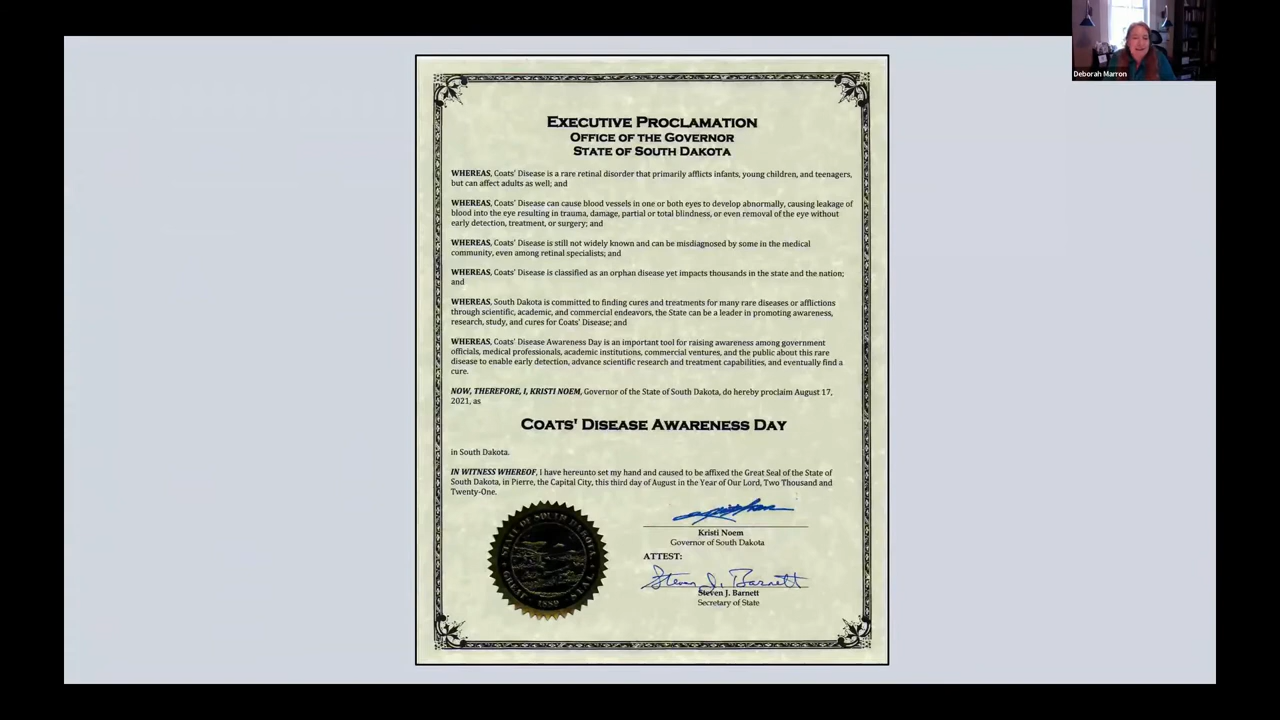 Deborah Marron
EXECUTIVE PROCLAMATION
OFFICE OF THE GOVERNOR
STATE OF SOUTH DAKOTA
WHEREAS, Coats' Disease is a rare retinal disorder that primarily afflicts infants, young children, and teenagers,
but can affect adults as well; and
WHEREAS, Coats' Disease can cause blood vessels in one or both eyes to develop abnormally, causing leakage of
blood into the eye resulting in trauma, damage, partial or total blindness, or even removal of the eye without
early detection, treatment, or surgery; and
WHEREAS, Coats' Disease is still not widely known and can be misdiagnosed by some in the medical
community, even among retinal specialists; and
WHEREAS, Coats' Disease is classified as an orphan disease yet impacts thousands in the state and the nation;
and
WHEREAS, South Dakota is committed to finding cures and treatments for many rare diseases or afflictions
through scientific, academic, and commercial endeavors, the State can be a leader in promoting awareness,
research, study, and cures for Coats' Disease; and
WHEREAS, Coats' Disease Awareness Day is an important tool for raising awareness among government
officials, medical professionals, academic institutions, commercial ventures, and the public about this rare
disease to enable early detection, advance scientific research and treatment capabilities, and eventually find a
cure.
NOW, THEREFORE, I, KRISTI NOEM, Governor of the State of South Dakota, do hereby proclaim August 17,
2021, as
COATS' DISEASE AWARENESS DAY
in South Dakota.
IN WITNESS WHEREOF, I have hereunto set my hand and caused to be affixed the Great Seal of the State of
South Dakota, in Pierre, the Capital City, this third day of August in the Year of Our Lord, Two Thousand and
Twenty-One.
Kristi Noem
Governor of South Dakota
ATTEST:
Steven J. Barnett
Steven J. Barnett
Secretary of State
STATE OF SOUTH DAKOTA
GREAT SEAL
1889